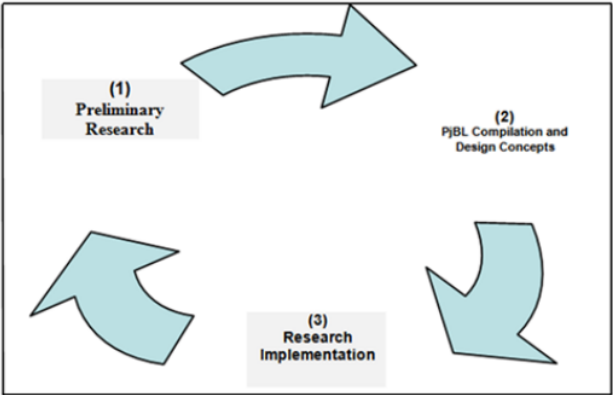 (1)
Preliminary
Research
(2)
PjBL Compilation and
Design Concepts
(3)
Research
Implementation